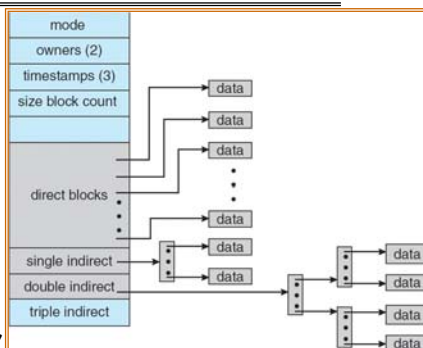 mode
owners (2)
timestamps (3)
size block count
data
data
data
direct blocks
data
single indirect
data
data
double indirect
data
data
triple indirect
data
data